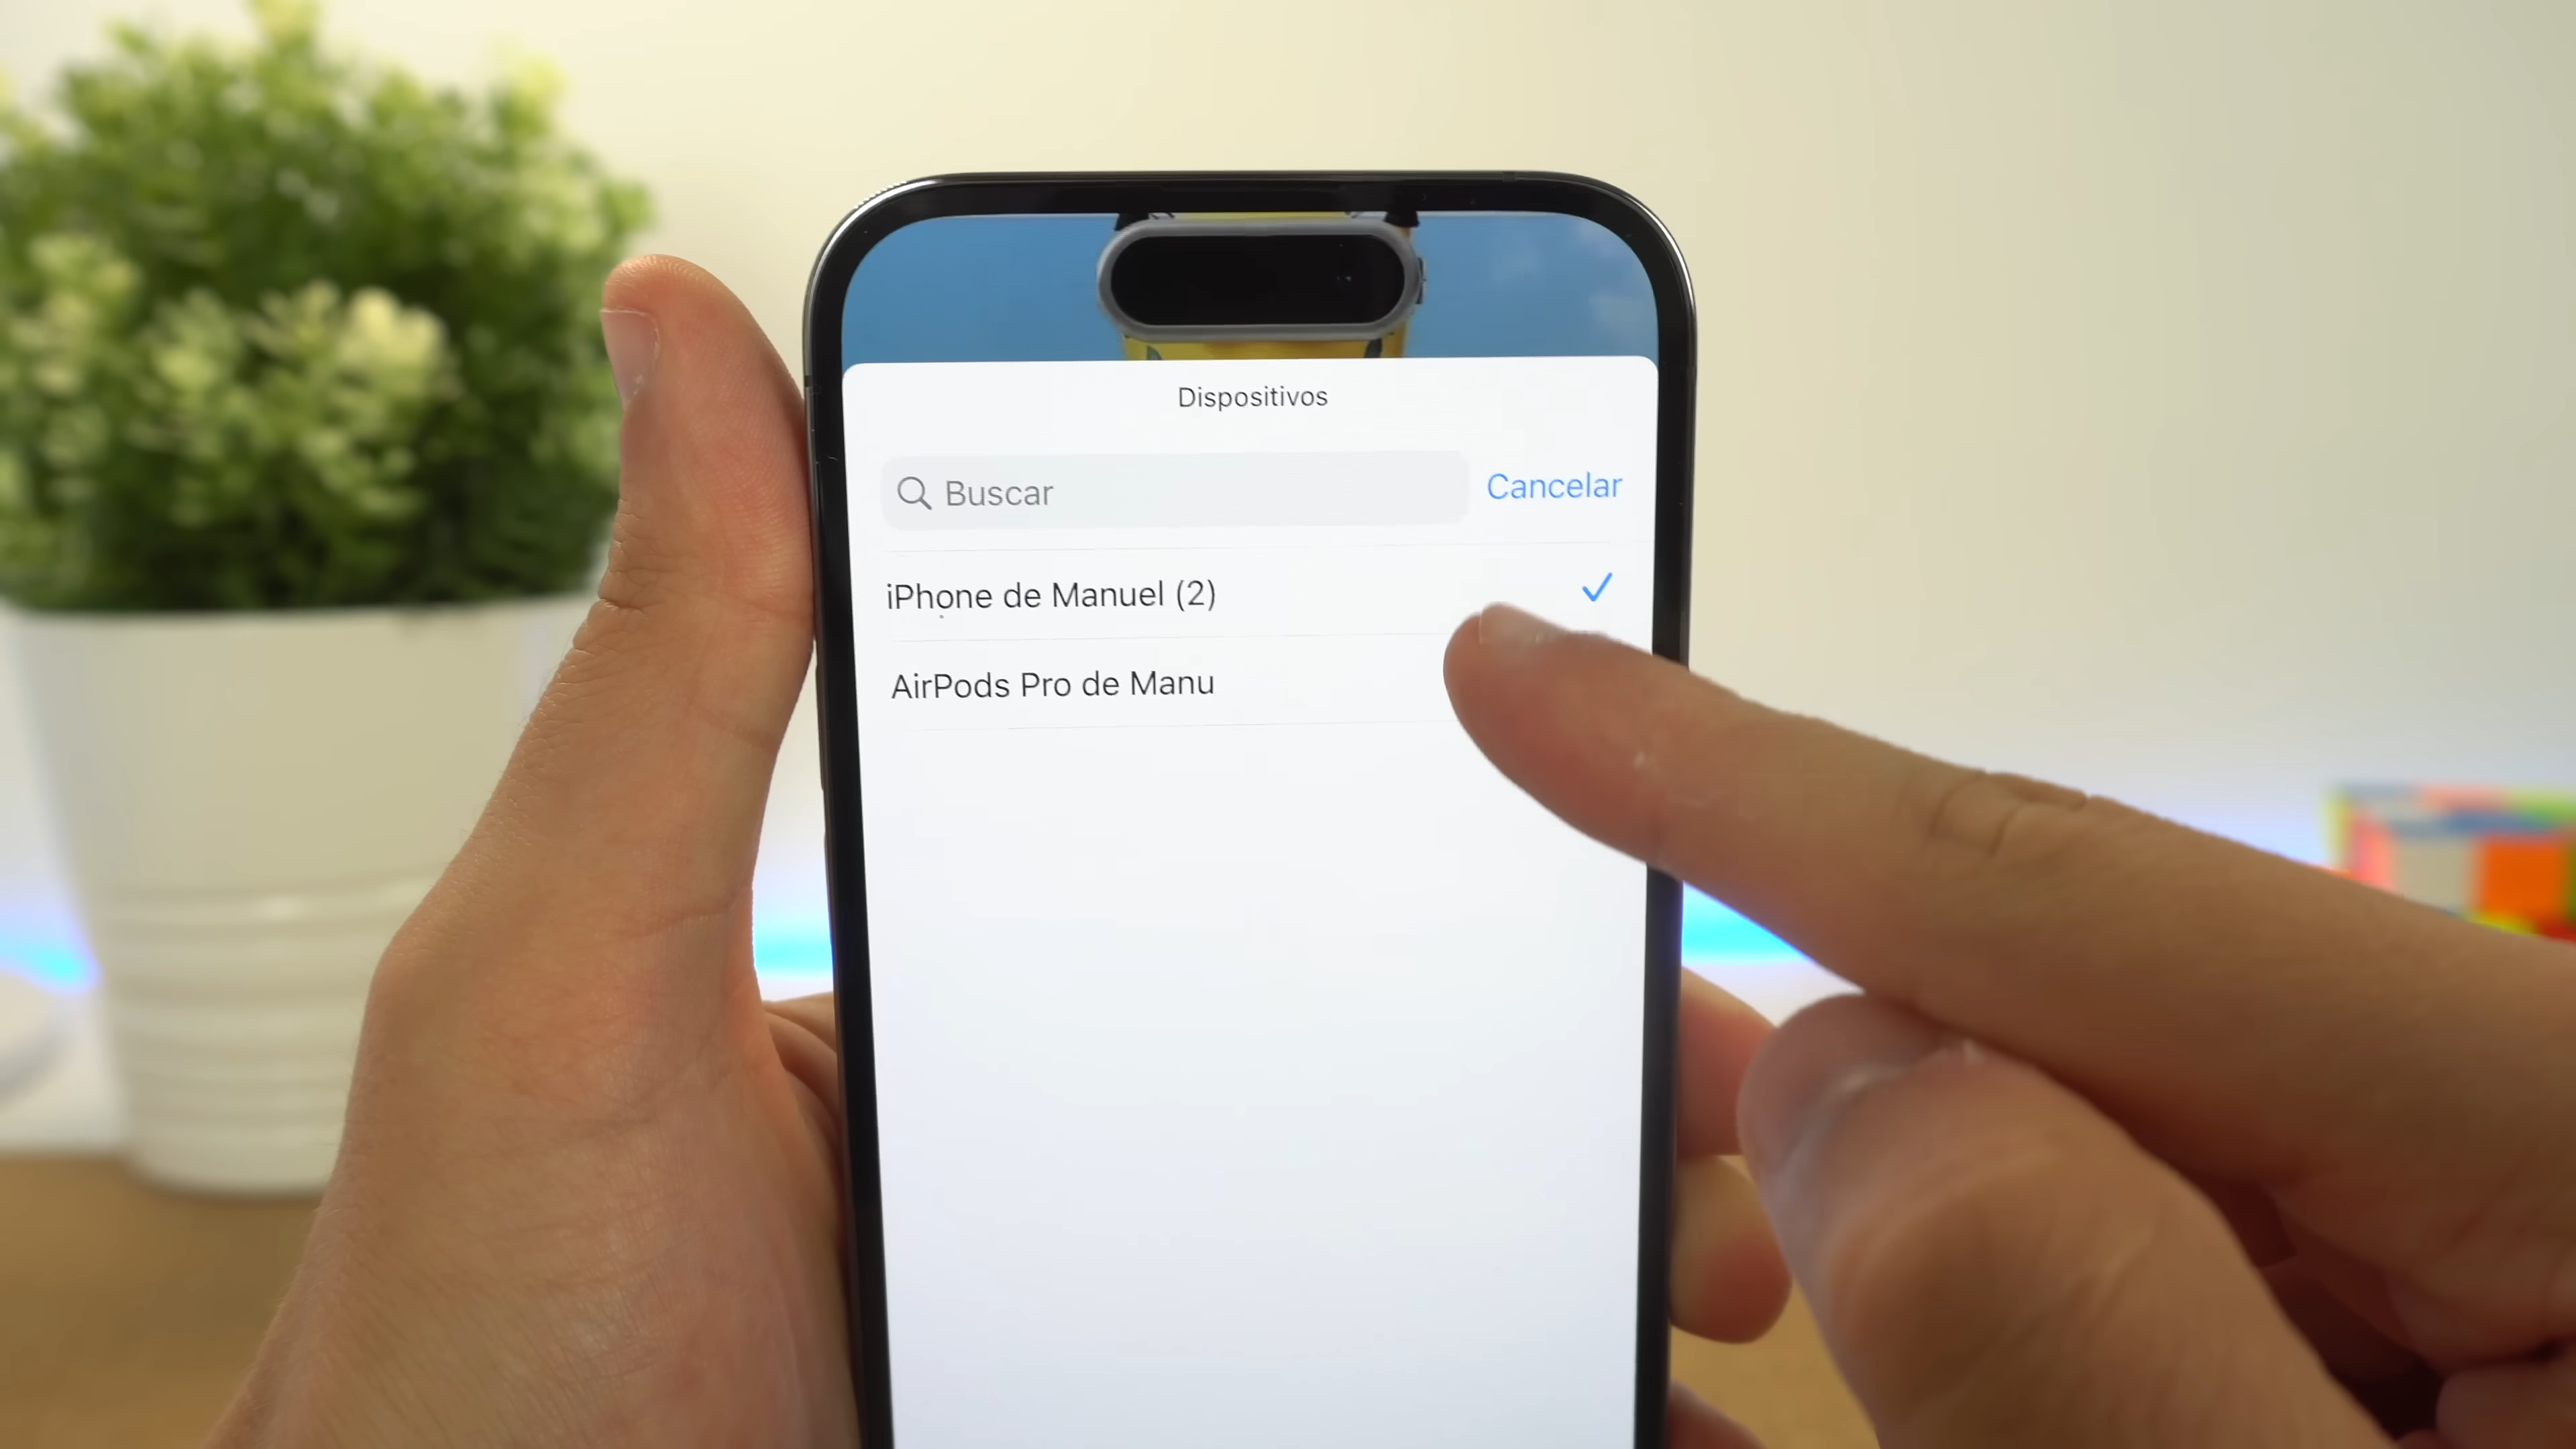 Dispositivos
Buscar
Cancelar
iPhone de Manuel (2)
AirPods Pro de Manu